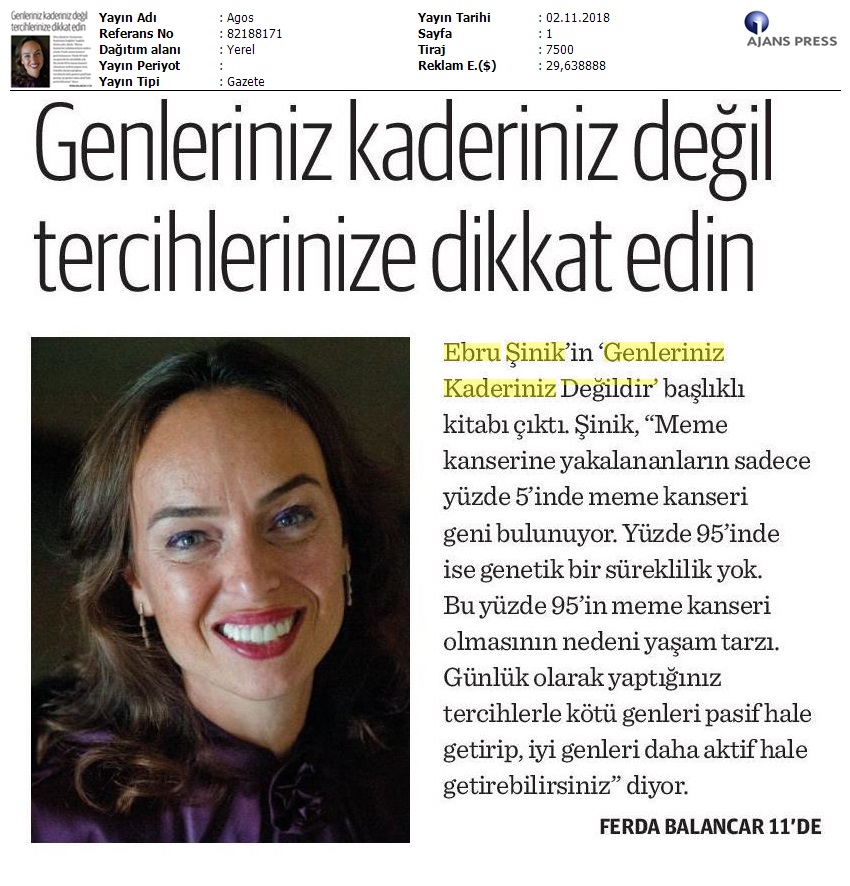 Genleriniz kaderiniz değil
tercihlerinize dikkat edin
Yayın Adı : Agos
Referans No : 82188171
Dağıtım alanı : Yerel
Yayın Periyot :
Yayın Tipi : Gazete
Yayın Tarihi : 02.11.2018
Sayfa : 1
Tiraj : 7500
Reklam E.($) : 29,638888
AJANS PRESS
Genleriniz kaderiniz değil
tercihlerinize dikkat edin
Ebru Şinik’in ‘Genleriniz
Kaderiniz Değildir’ başlıklı
kitabı çıktı. Şinik, “Meme
kanserine yakalananların sadece
yüzde 5’inde meme kanseri
geni bulunuyor. Yüzde 95’inde
ise genetik bir süreklilik yok.
Bu yüzde 95’in meme kanseri
olmasının nedeni yaşam tarzı.
Günlük olarak yaptığınız
tercihlerle kötü genleri pasif hale
getirip, iyi genleri daha aktif hale
getirebilirsiniz” diyor.
FERDA BALANCAR 11’DE